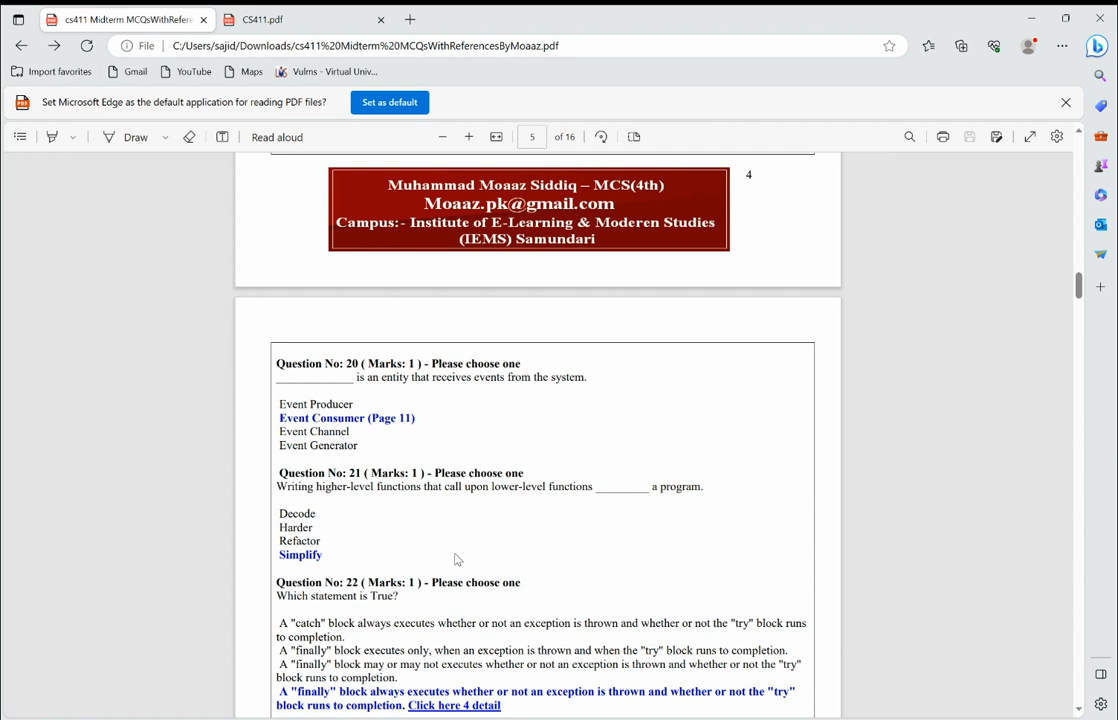 cs411 Midterm MCQsWithRefere
CS411.pdf
File
C:/Users/sajid/Downloads/cs411%20Midterm%20MCQsWithReferencesByMoaaz.pdf
Import favorites
Gmail
YouTube
Maps
Vulms - Virtual Univ...
Set Microsoft Edge as the default application for reading PDF files?
Set as default
Draw
Read aloud
5
of 16
4
Muhammad Moaaz Siddiq – MCS(4th)
Moaaz.pk@gmail.com
Campus:- Institute of E-Learning & Moderen Studies
(IEMS) Samundari
Question No: 20 ( Marks: 1 ) - Please choose one
_____________ is an entity that receives events from the system.
Event Producer
Event Consumer (Page 11)
Event Channel
Event Generator
Question No: 21 ( Marks: 1 ) - Please choose one
Writing higher-level functions that call upon lower-level functions _________ a program.
Decode
Harder
Refactor
Simplify
Question No: 22 ( Marks: 1 ) - Please choose one
Which statement is True?
A "catch" block always executes whether or not an exception is thrown and whether or not the "try" block runs
to completion.
A "finally" block executes only, when an exception is thrown and when the "try" block runs to completion.
A "finally" block may or may not executes whether or not an exception is thrown and whether or not the "try"
block runs to completion.
A "finally" block always executes whether or not an exception is thrown and whether or not the "try"
block runs to completion. Click here 4 detail